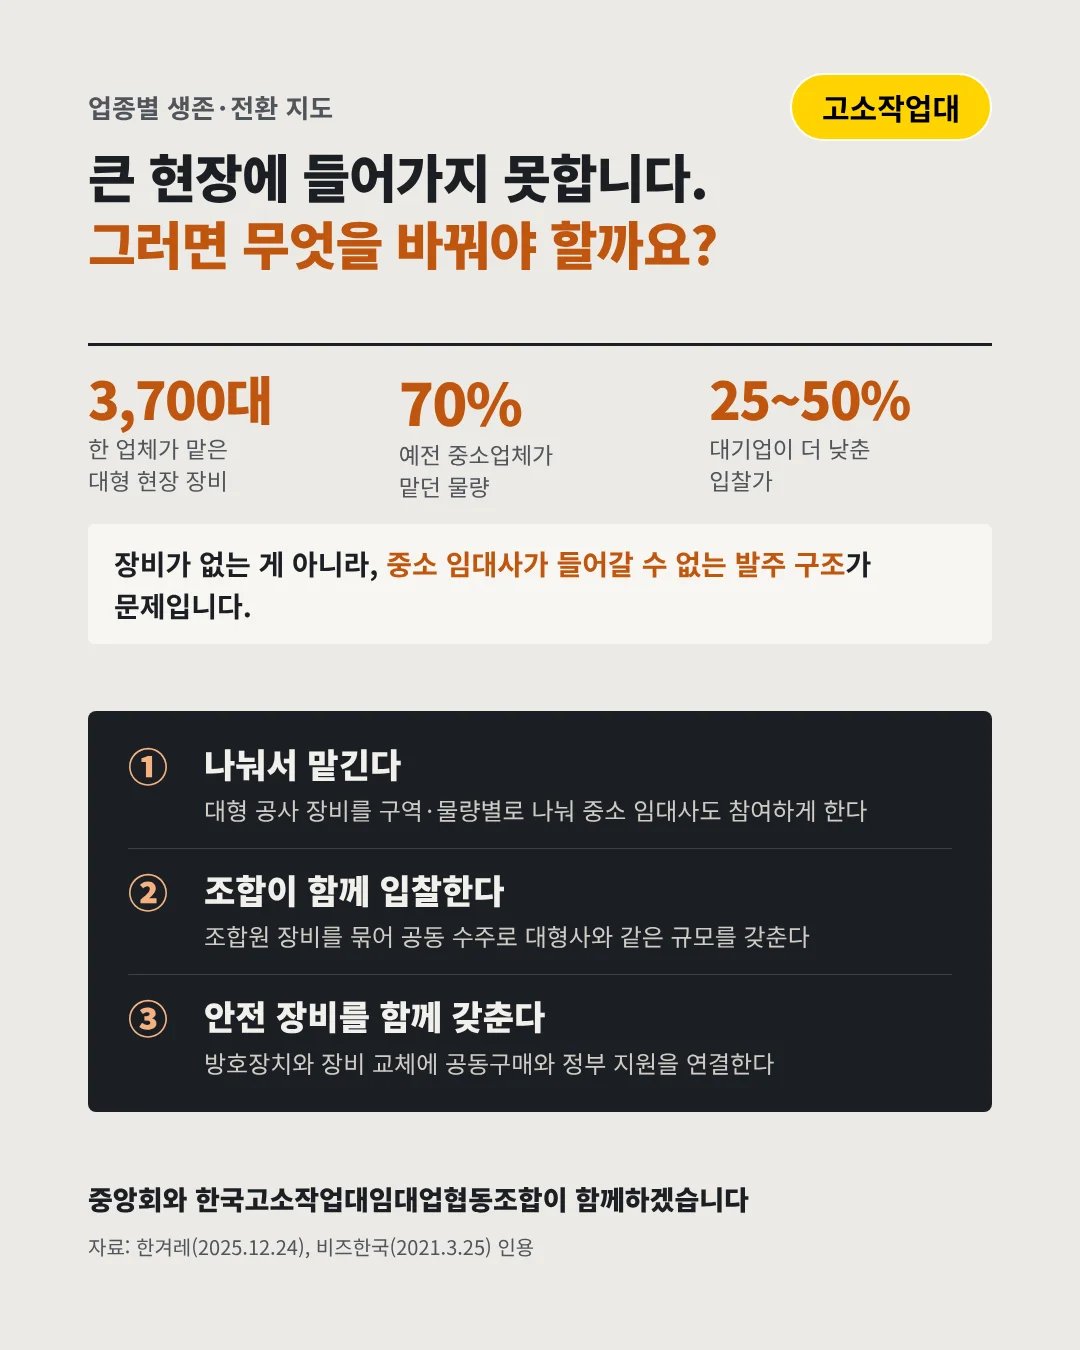 업종별 생존·전환 지도
고소작업대
큰 현장에 들어가지 못합니다.
그러면 무엇을 바꿔야 할까요?
3,700대
한 업체가 맡은
대형 현장 장비
70%
예전 중소업체가
맡던 물량
25~50%
대기업이 더 낮춘
입찰가
장비가 없는 게 아니라, 중소 임대사가 들어갈 수 없는 발주 구조가
문제입니다.
① 나눠서 맡긴다
대형 공사 장비를 구역·물량별로 나눠 중소 임대사도 참여하게 한다
② 조합이 함께 입찰한다
조합원 장비를 묶어 공동 수주로 대형사와 같은 규모를 갖춘다
③ 안전 장비를 함께 갖춘다
방호장치와 장비 교체에 공동구매와 정부 지원을 연결한다
중앙회와 한국고소작업대임대업협동조합이 함께하겠습니다
자료: 한겨레(2025.12.24), 비즈한국(2021.3.25) 인용